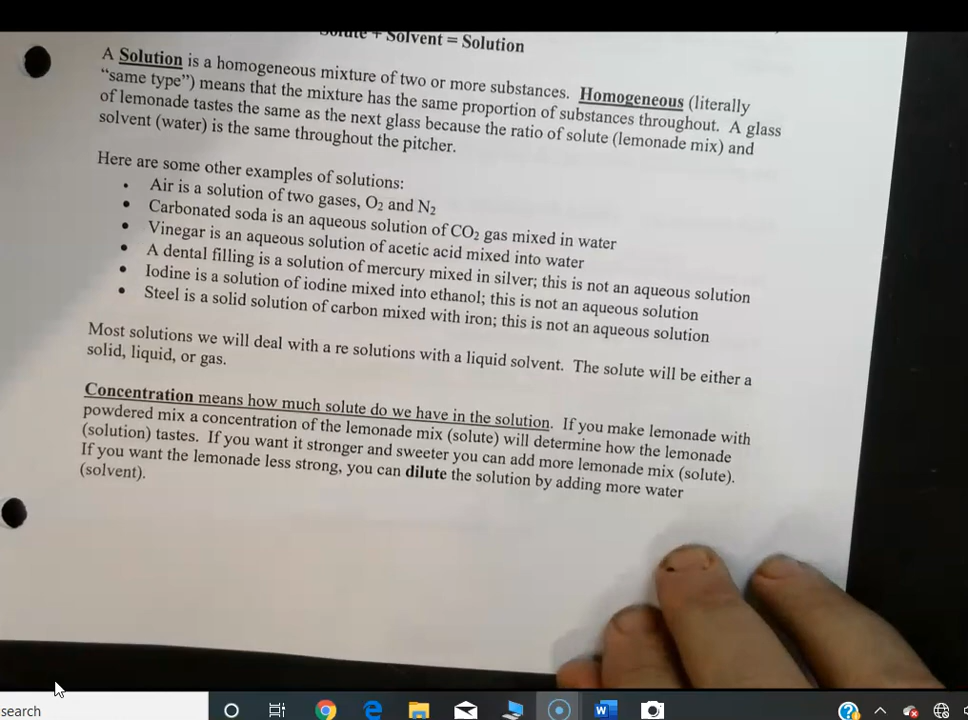 Solute + Solvent = Solution
A Solution is a homogeneous mixture of two or more substances. Homogeneous (literally
“same type”) means that the mixture has the same proportion of substances throughout. A glass
of lemonade tastes the same as the next glass because the ratio of solute (lemonade mix) and
solvent (water) is the same throughout the pitcher.
Here are some other examples of solutions:
• Air is a solution of two gases, O₂ and N₂
• Carbonated soda is an aqueous solution of CO₂ gas mixed in water
• Vinegar is an aqueous solution of acetic acid mixed into water
• A dental filling is a solution of mercury mixed in silver; this is not an aqueous solution
• Iodine is a solution of iodine mixed into ethanol; this is not an aqueous solution
• Steel is a solid solution of carbon mixed with iron; this is not an aqueous solution
Most solutions we will deal with a re solutions with a liquid solvent. The solute will be either a
solid, liquid, or gas.
Concentration means how much solute do we have in the solution. If you make lemonade with
powdered mix a concentration of the lemonade mix (solute) will determine how the lemonade
(solution) tastes. If you want it stronger and sweeter you can add more lemonade mix (solute).
If you want the lemonade less strong, you can dilute the solution by adding more water
(solvent).
search